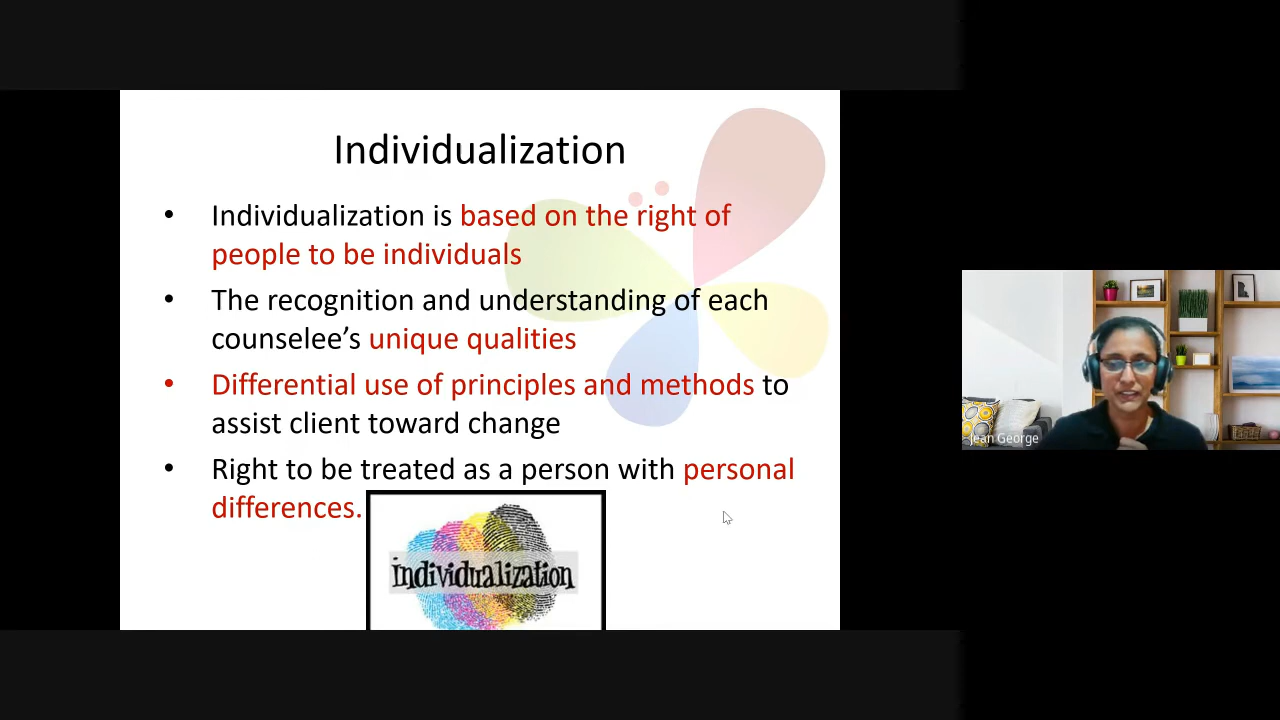 Individualization
• Individualization is based on the right of
people to be individuals
• The recognition and understanding of each
counselee’s unique qualities
• Differential use of principles and methods to
assist client toward change
• Right to be treated as a person with personal
differences.
individualization
Jean George